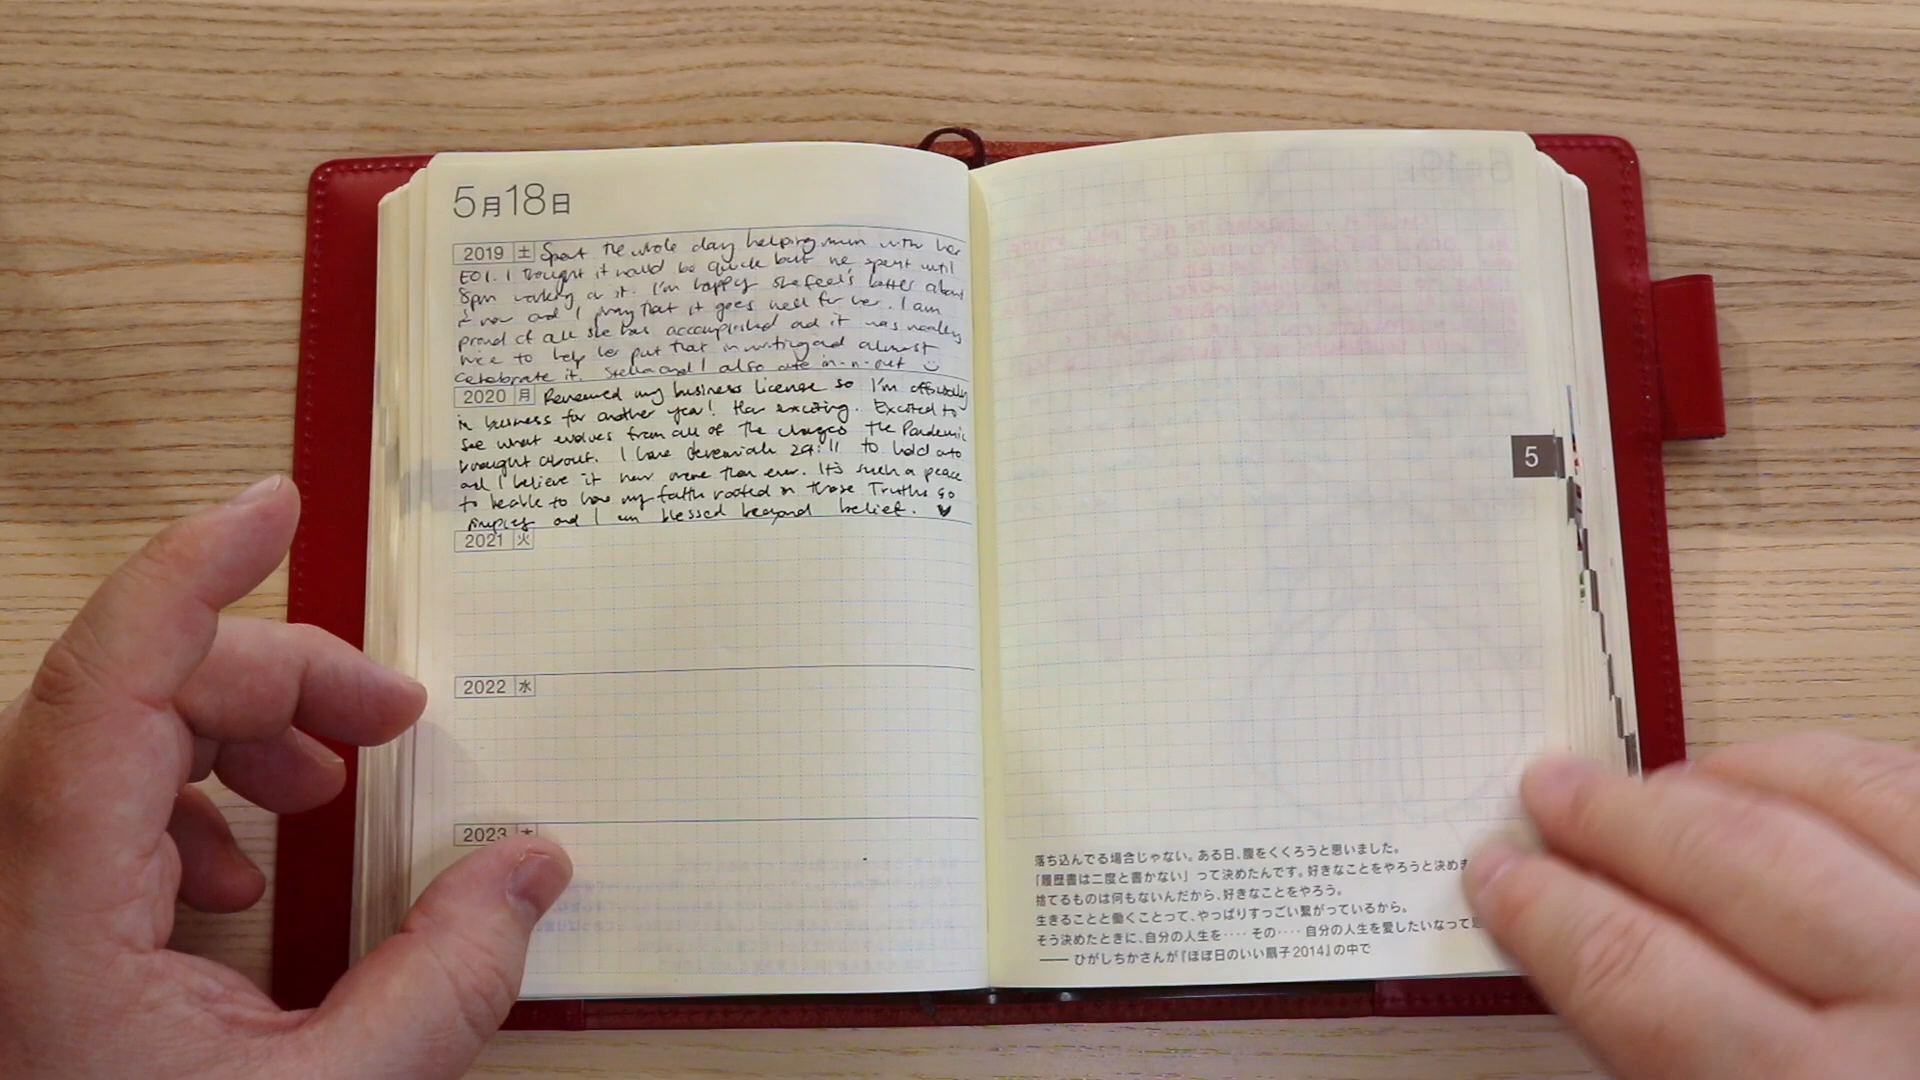 5月18日
2019 土 Spent the whole day helping mum with her
EOI. I thought it would be quick but we spent until
8pm working on it. I'm happy she feels better about
it now and I pray that it goes well for her. I am
proud of all she has accomplished and it was really
nice to help her put that in writing and almost
celebrate it. Stella and I also ate in-n-out
2020 月 Renewed my business license so I'm officially
in business for another year! How exciting. Excited to
see what evolves from all of the changes the Pandemic
brought about. I have Jeremiah 29:11 to hold onto
and I believe it now more than ever. It's such a peace
to be able to have my faith rooted in those Truths so
simply and I am blessed beyond belief. ♥
2021 火
2022 水
2023
5
落ち込んでる場合じゃない。ある日、腹をくくろうと思いました。
「履歴書は二度と書かない」って決めたんです。好きなことをやろうと決めま
捨てるものは何もないんだから、好きなことをやろう。
生きることと働くことって、やっぱりすっごい繋がっているから。
そう決めたときに、自分の人生を‥‥その‥‥自分の人生を愛したいなって
—— ひがしちかさんが『ほぼ日のいい扇子2014』の中で